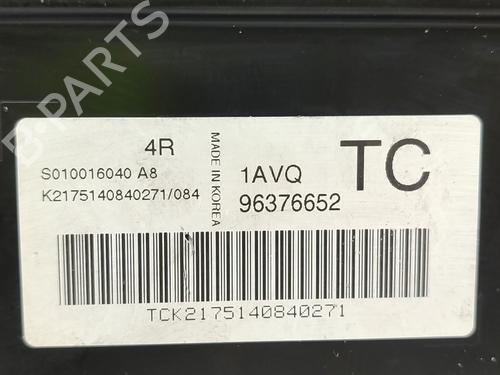 B-PARTS
4R
MADE IN KOREA
S010016040 A8
K2175140840271/084
1AVQ
96376652
TC
TCK2175140840271